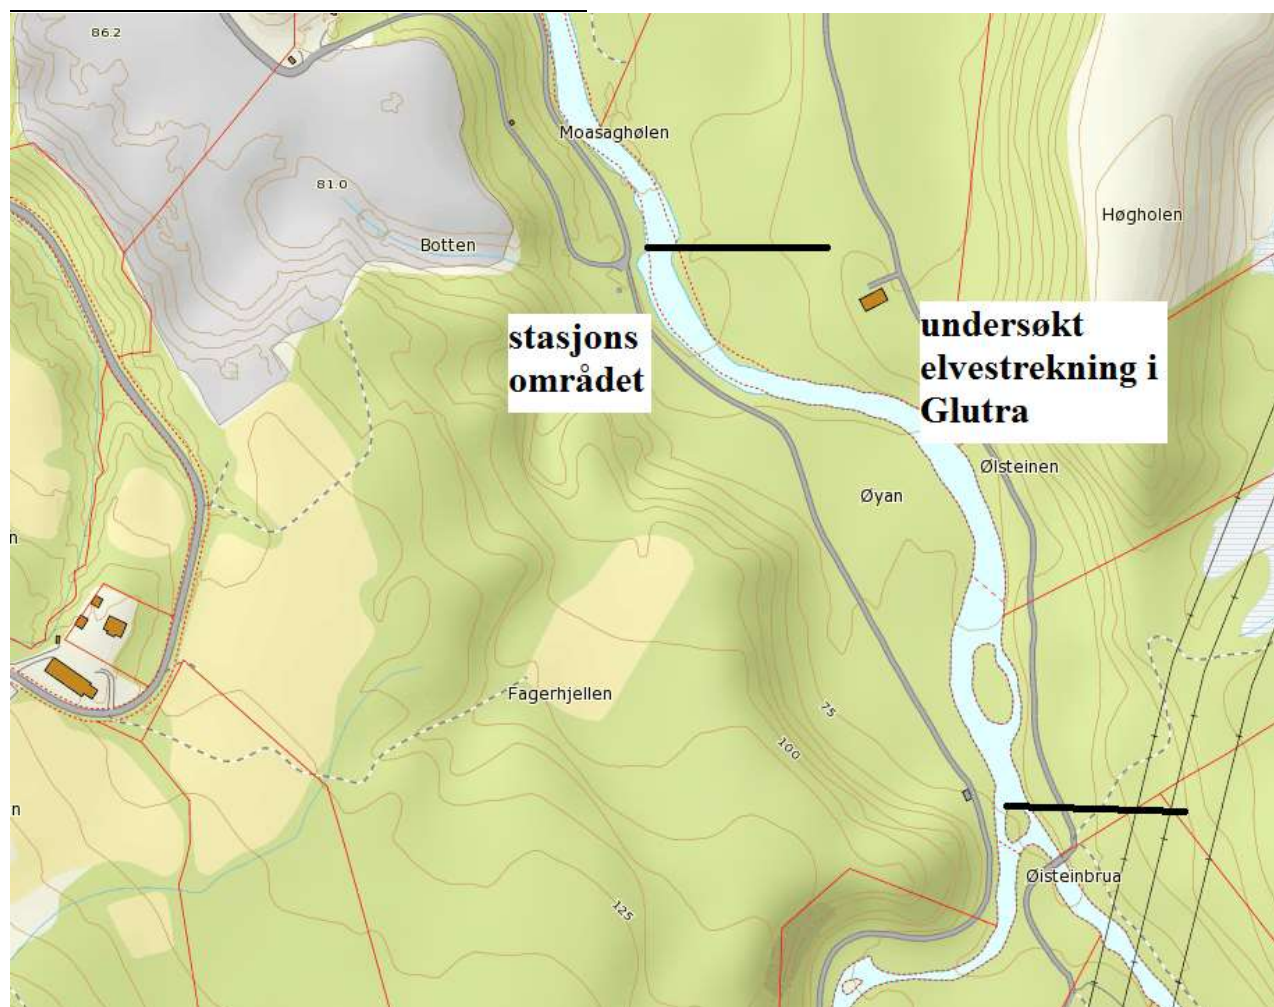 86.2
Moasaghølen
81.0
Høgholen
Botten
stasjons
området
undersøkt
elvestrekning i
Glutra
Ølsteinen
Øyan
n
Fagerhjellen
75
100
n
Øisteinbrua
125